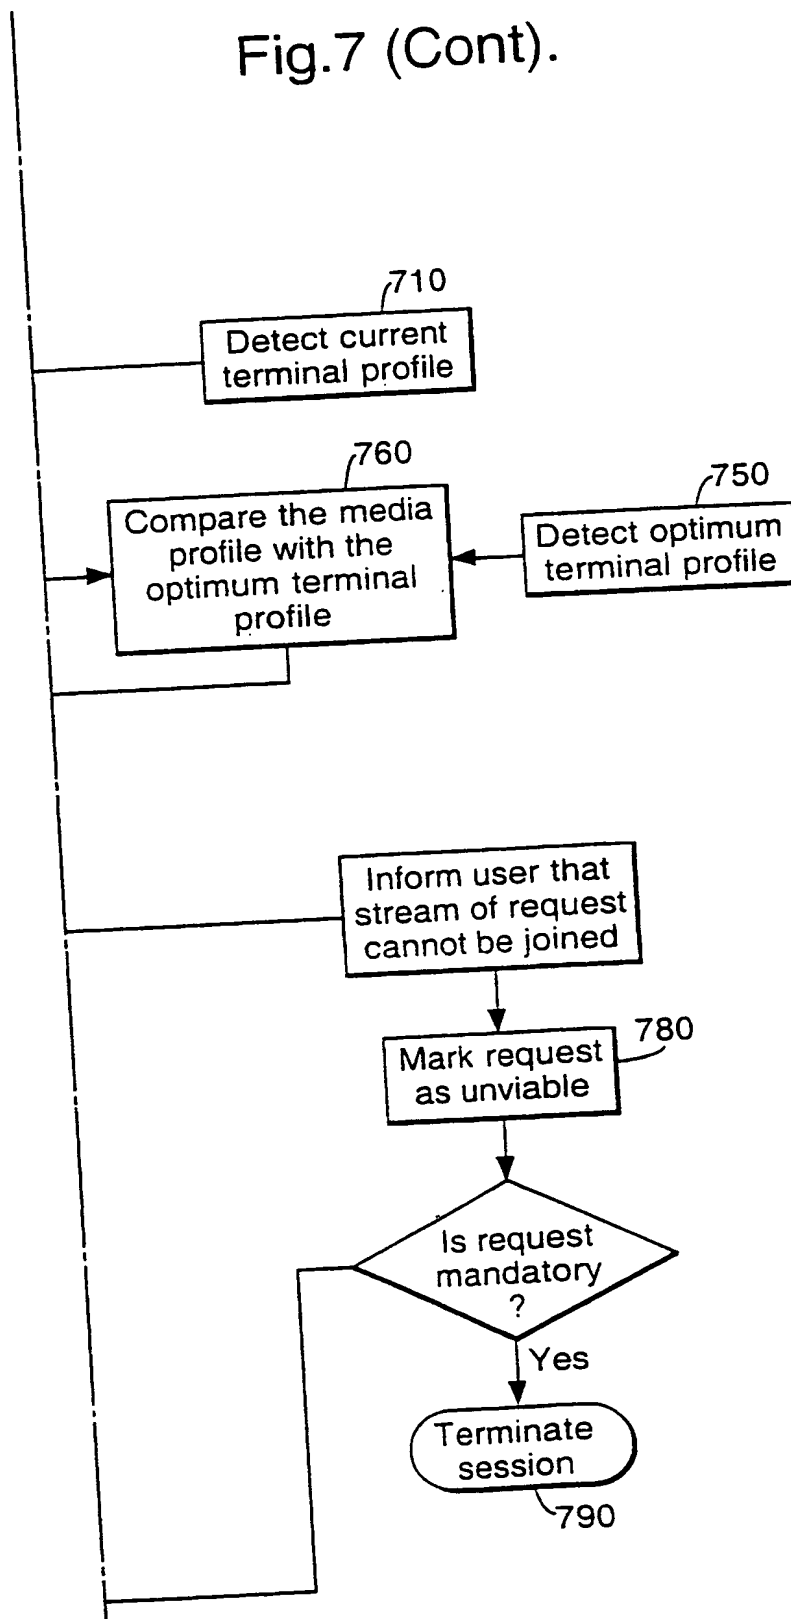 Fig.7 (Cont).
710
Detect current
terminal profile
760
Compare the media
profile with the
optimum terminal
profile
750
Detect optimum
terminal profile
Inform user that
stream of request
cannot be joined
780
Mark request
as unviable
Is request
mandatory
?
Yes
Terminate
session
790